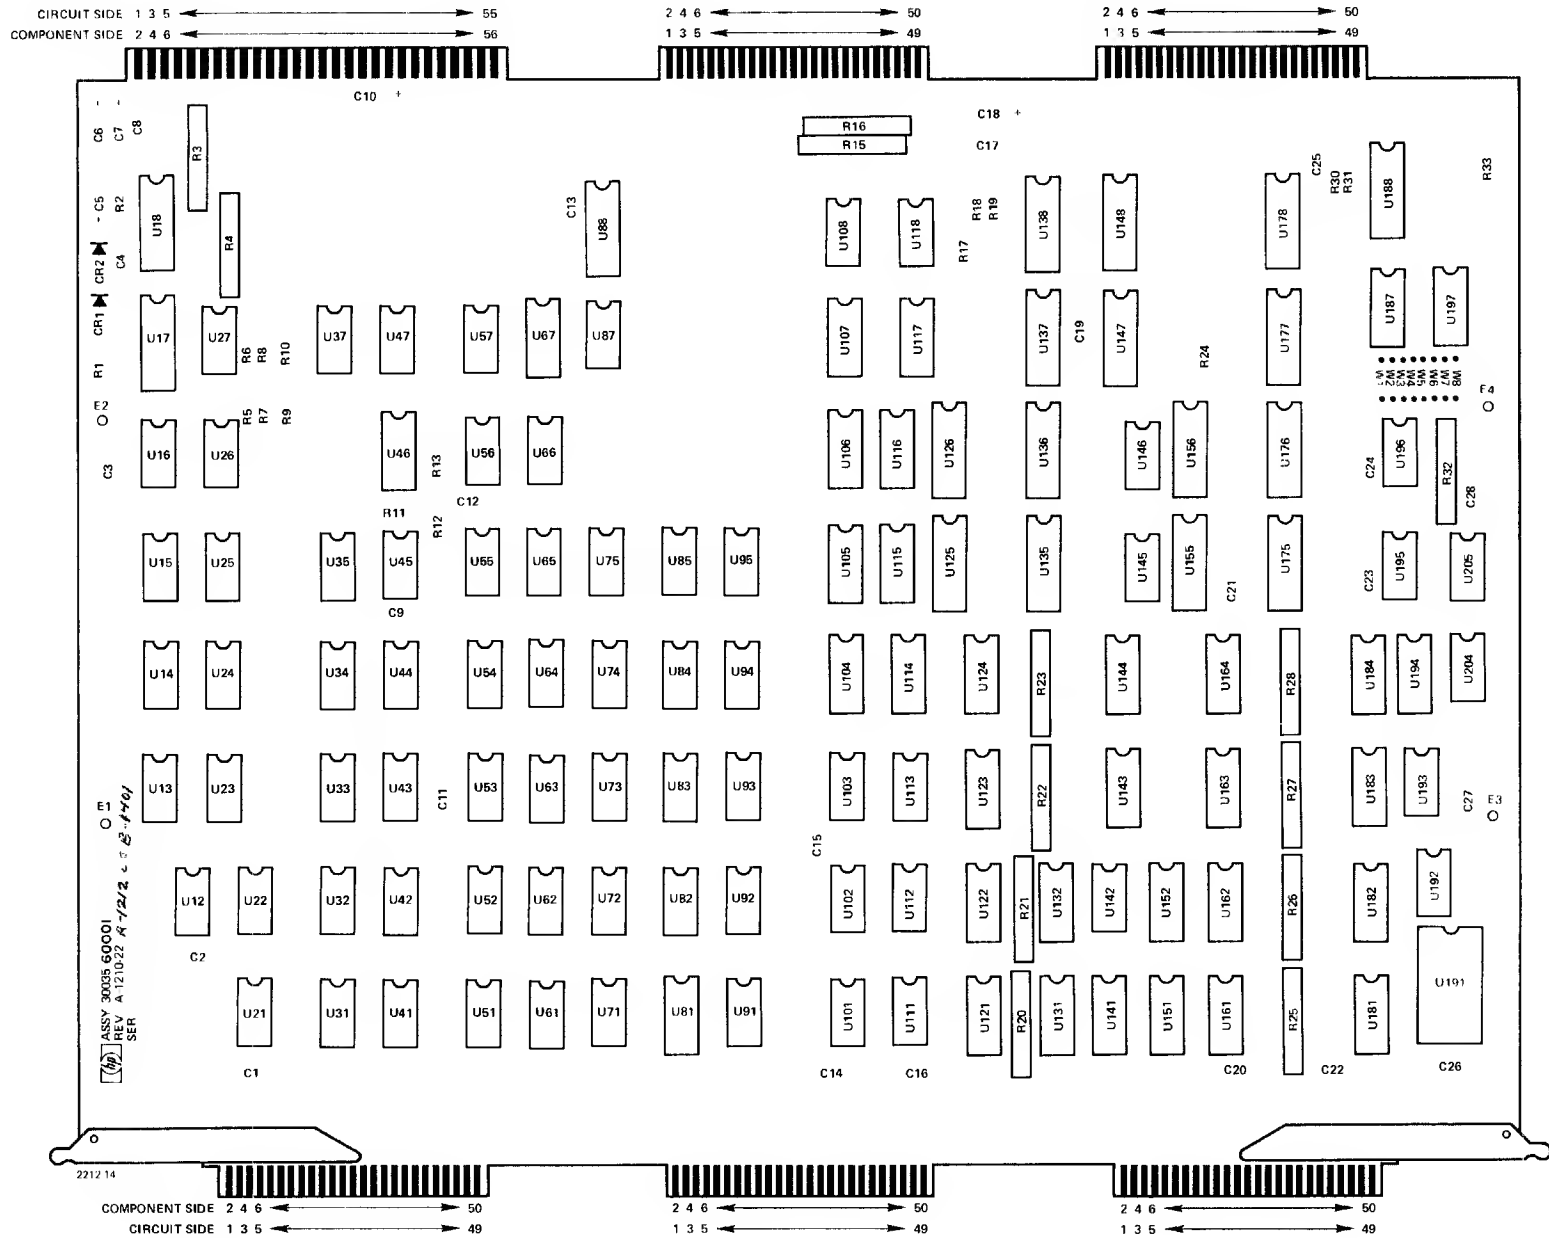 CIRCUIT SIDE 1 3 5 55 2 4 6 50 2 4 6 50
COMPONENT SIDE 2 4 6 56 1 3 5 49 1 3 5 49
C10 +
- -
C6 C7 C8
R3
R16
R15
C18 +
C17
+ C5 R2
U18
R4
C13
U88
U108
U118
R18
R19
R17
U138
U148
U178
C25
R30
R31
U188
R33
CR2
C4
CR1
U17
U27
R6
R8
R10
U37
U47
U57
U67
U87
U107
U117
U137
C19
U147
R24
U177
U187
U197
R1
W1 W2 W3 W4 W5 W6 W7 W8
E2
E4
R5
R7
R9
C3
U16
U26
U46
R13
U56
U66
U106
U116
U126
U136
U146
U156
U176
C24
U196
R32
C28
R11
C12
R12
U15
U25
U35
U45
U55
U65
U75
U85
U95
U105
U115
U125
U135
U145
U155
C21
U175
C23
U195
U205
C9
U14
U24
U34
U44
U54
U64
U74
U84
U94
U104
U114
U124
R23
U144
U164
R28
U184
U194
U204
U13
U23
U33
U43
C11
U53
U63
U73
U83
U93
U103
U113
U123
R22
U143
U163
R27
U183
U193
C27
E1
E3
C15
U12
U22
U32
U42
U52
U62
U72
U82
U92
U102
U112
U122
R21
U132
U142
U152
U162
R26
U182
U192
C2
U21
U31
U41
U51
U61
U71
U81
U91
U101
U111
U121
R20
U131
U141
U151
U161
R25
U181
U191
hp
ASSY 30035 60001
REV A-1210-22 A-1212
SER
C1
C14
C16
C20
C22
C26
2212 14
COMPONENT SIDE 2 4 6 50 2 4 6 50 2 4 6 50
CIRCUIT SIDE 1 3 5 49 1 3 5 49 1 3 5 49